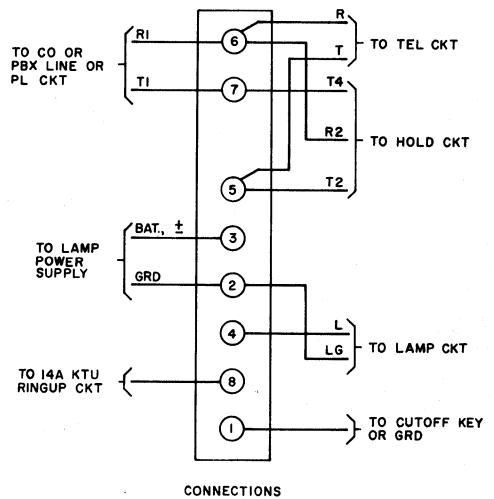 R
R1
6
TO TEL CKT
TO CO OR
PBX LINE OR
PL CKT
T
T1
7
T4
R2
TO HOLD CKT
5
T2
BAT., ±
3
TO LAMP
POWER
SUPPLY
GRD
2
4
L
LG
TO LAMP CKT
TO 14A KTU
RINGUP CKT
8
1
TO CUTOFF KEY
OR GRD
CONNECTIONS